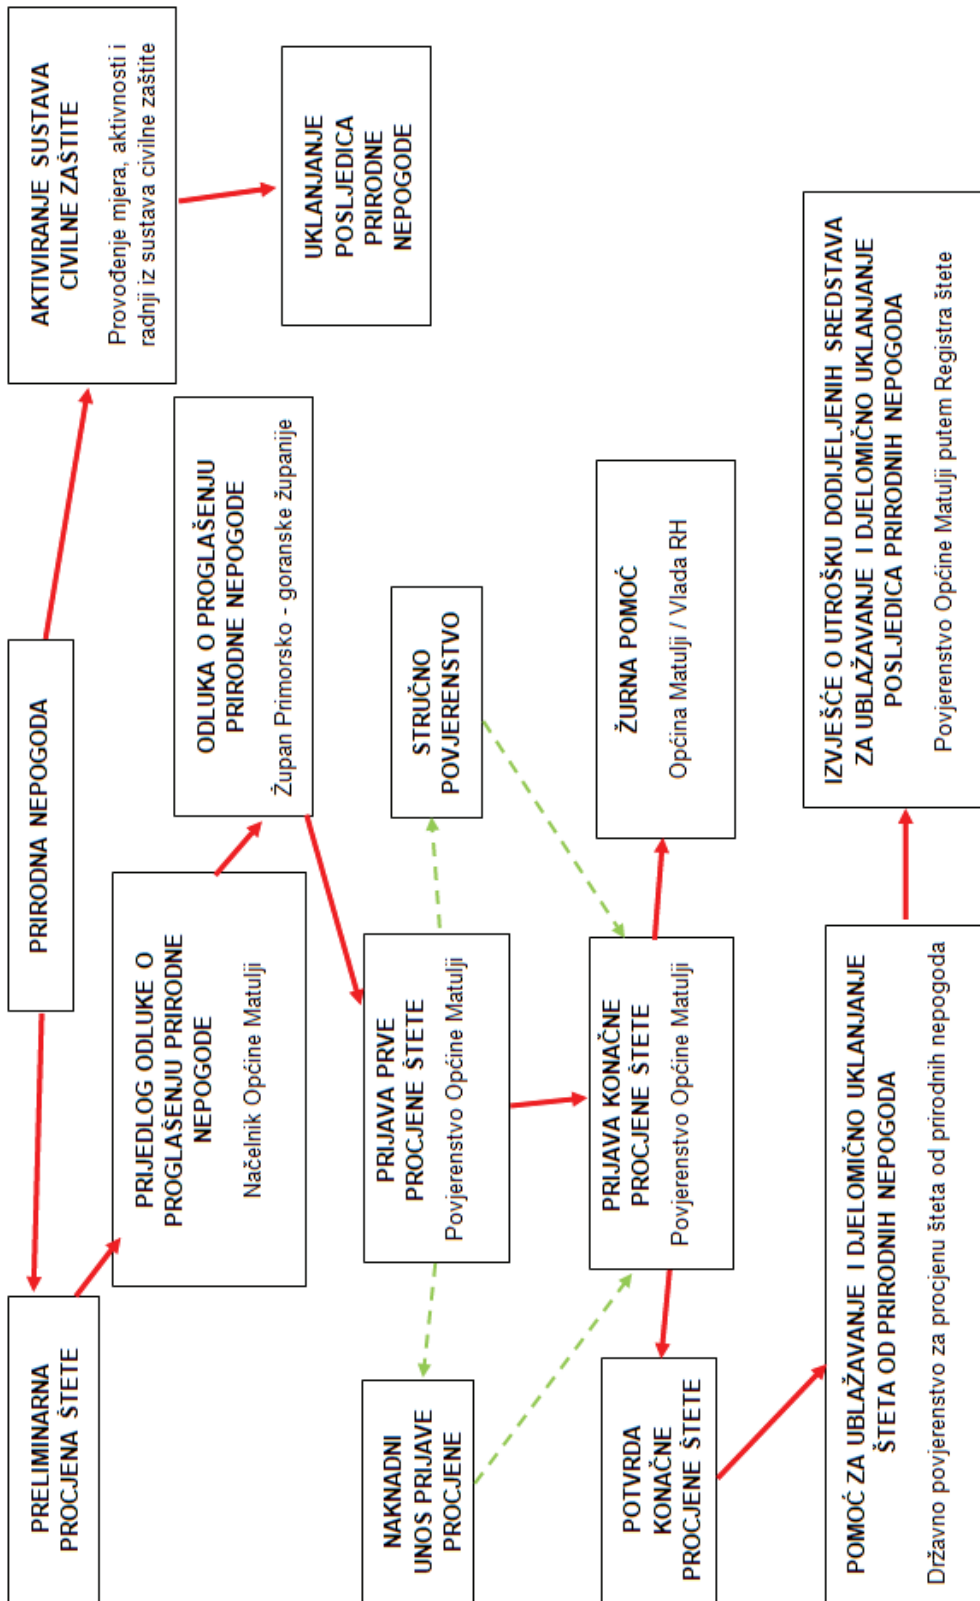 PRIRODNA NEPOGODA
PRELIMINARNA
PROCJENA ŠTETE
AKTIVIRANJE SUSTAVA
CIVILNE ZAŠTITE
Provođenje mjera, aktivnosti i
radnji iz sustava civilne zaštite
PRIJEDLOG ODLUKE O
PROGLAŠENJU PRIRODNE
NEPOGODE
Načelnik Općine Matulji
ODLUKA O PROGLAŠENJU
PRIRODNE NEPOGODE
Župan Primorsko - goranske županije
UKLANJANJE
POSLJEDICA
PRIRODNE
NEPOGODE
NAKNADNI
UNOS PRIJAVE
PROCJENE
PRIJAVA PRVE
PROCJENE ŠTETE
Povjerenstvo Općine Matulji
STRUČNO
POVJERENSTVO
POTVRDA
KONAČNE
PROCJENE ŠTETE
PRIJAVA KONAČNE
PROCJENE ŠTETE
Povjerenstvo Općine Matulji
ŽURNA POMOĆ
Općina Matulji / Vlada RH
POMOĆ ZA UBLAŽAVANJE I DJELOMIČNO UKLANJANJE
ŠTETA OD PRIRODNIH NEPOGODA
Državno povjerenstvo za procjenu šteta od prirodnih nepogoda
IZVJEŠĆE O UTROŠKU DODIJELJENIH SREDSTAVA
ZA UBLAŽAVANJE I DJELOMIČNO UKLANJANJE
POSLJEDICA PRIRODNIH NEPOGODA
Povjerenstvo Općine Matulji putem Registra štete